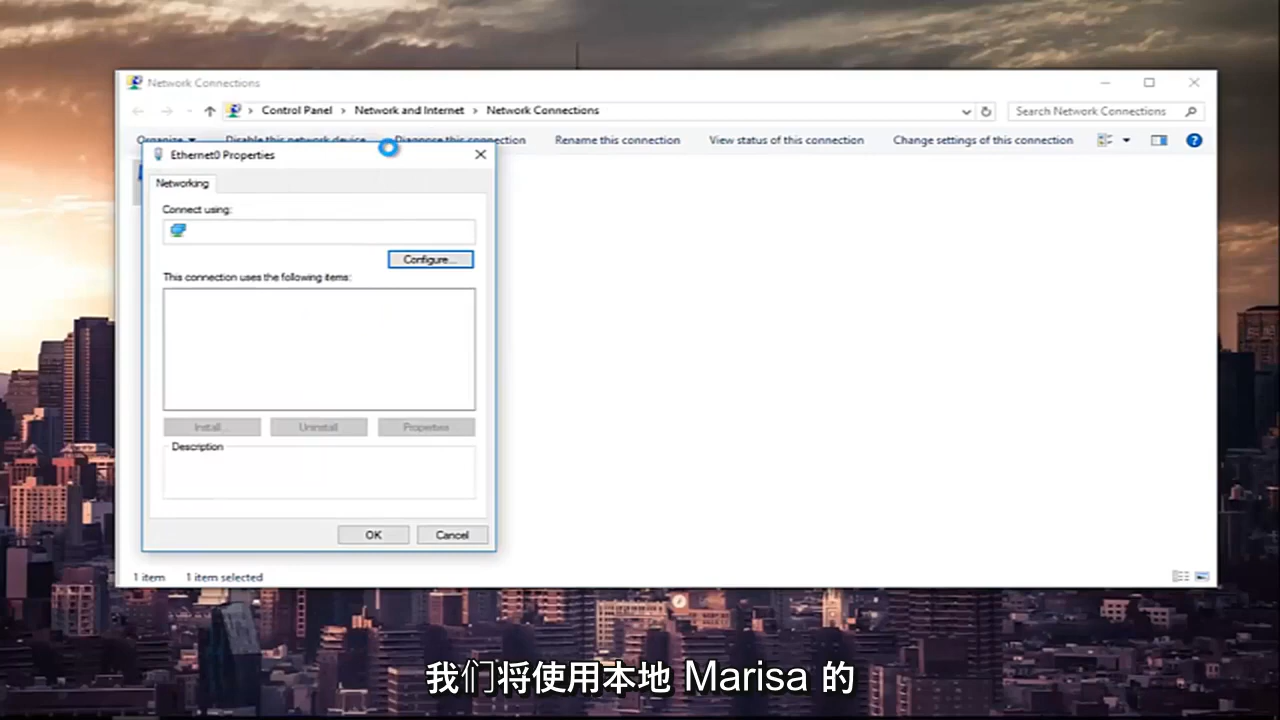 Network Connections
Control Panel > Network and Internet > Network Connections
Search Network Connections
Organize
Disable this network device
Diagnose this connection
Rename this connection
View status of this connection
Change settings of this connection
Ethernet0 Properties
Networking
Connect using:
Configure...
This connection uses the following items:
Install...
Uninstall
Properties
Description
OK
Cancel
1 item
1 item selected
我们将使用本地 Marisa 的